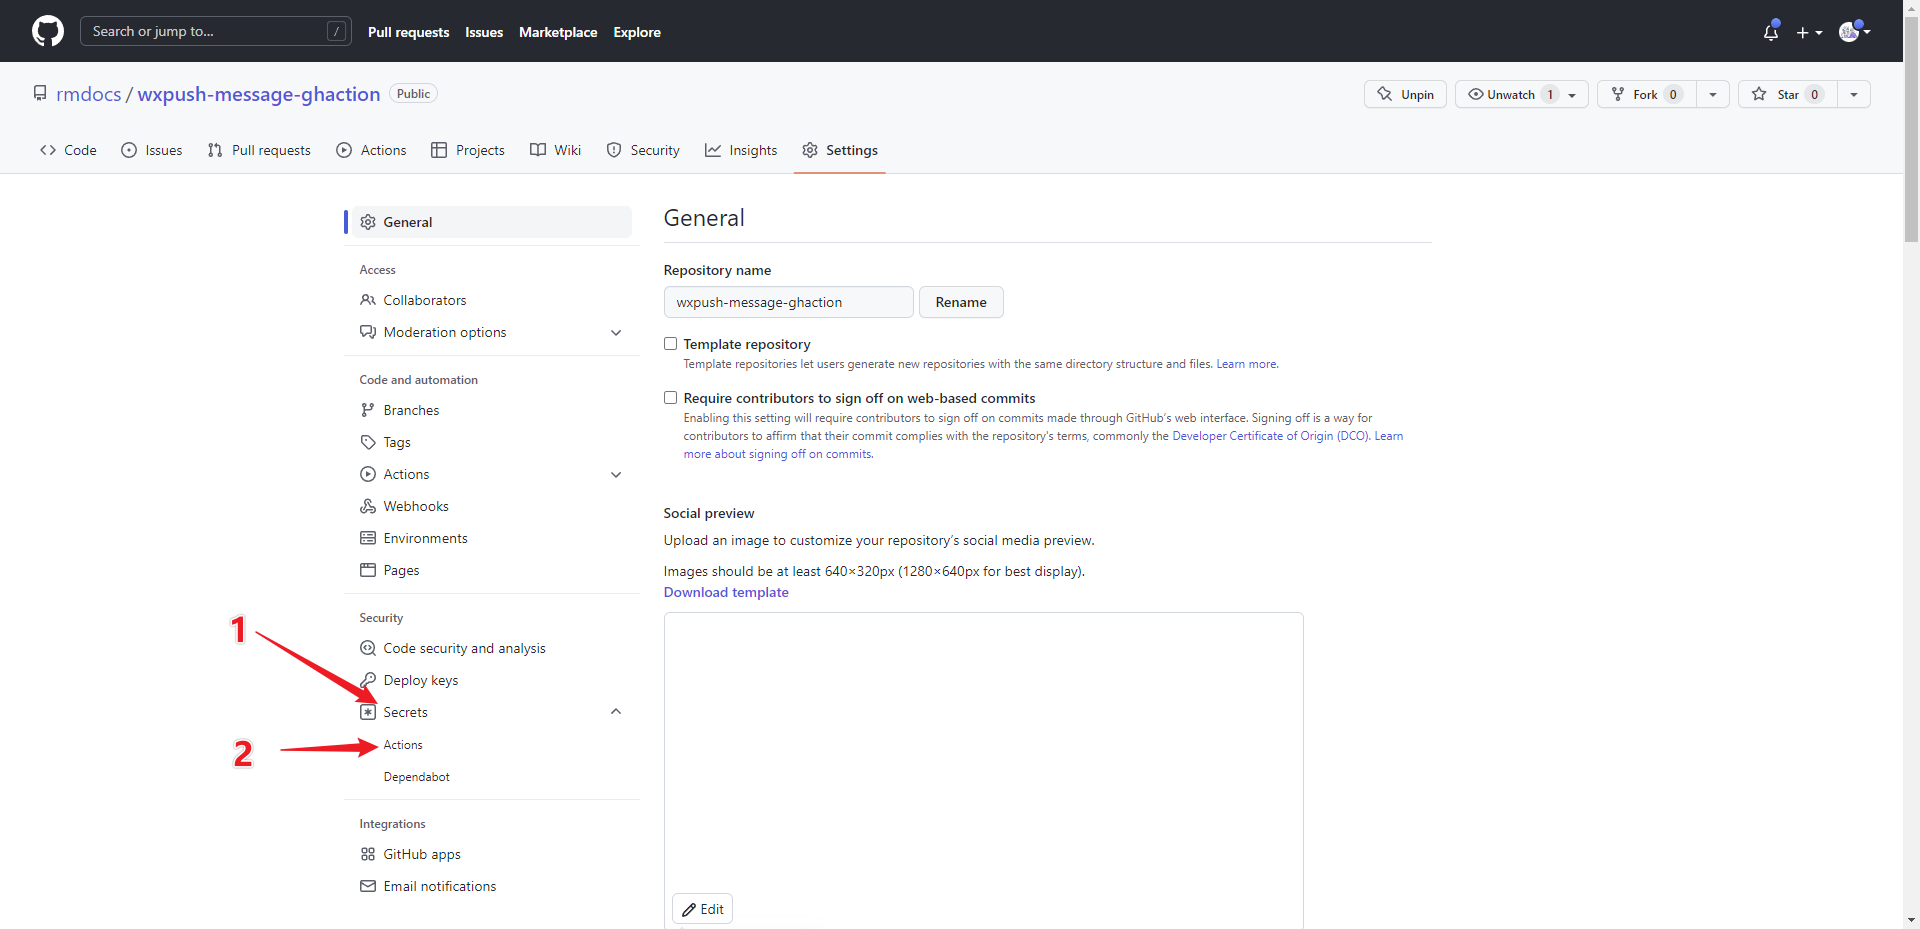 Search or jump to... /
Pull requests Issues Marketplace Explore
rmdocs / wxpush-message-ghaction Public
Unpin Unwatch 1 Fork 0 Star 0
Code Issues Pull requests Actions Projects Wiki Security Insights Settings
General
Access
Collaborators
Moderation options
Code and automation
Branches
Tags
Actions
Webhooks
Environments
Pages
Security
Code security and analysis
Deploy keys
Secrets
Actions
Dependabot
Integrations
GitHub apps
Email notifications
1
2
General
Repository name
wxpush-message-ghaction Rename
Template repository
Template repositories let users generate new repositories with the same directory structure and files. Learn more.
Require contributors to sign off on web-based commits
Enabling this setting will require contributors to sign off on commits made through GitHub's web interface. Signing off is a way for
contributors to affirm that their commit complies with the repository's terms, commonly the Developer Certificate of Origin (DCO). Learn
more about signing off on commits.
Social preview
Upload an image to customize your repository's social media preview.
Images should be at least 640×320px (1280×640px for best display).
Download template
Edit